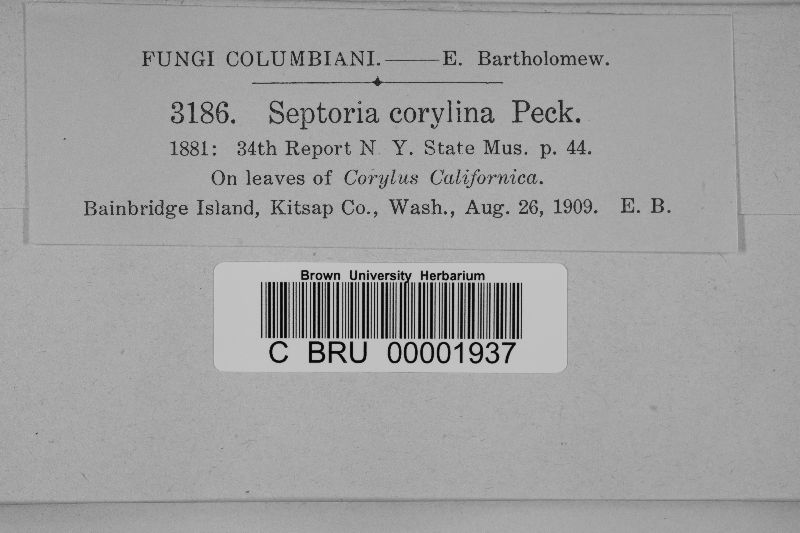 FUNGI COLUMBIANI.——E. Bartholomew.
3186. Septoria corylina Peck.
1881: 34th Report N Y. State Mus. p. 44.
On leaves of Corylus Californica.
Bainbridge Island, Kitsap Co., Wash., Aug. 26, 1909. E. B.
Brown University Herbarium
C BRU 00001937